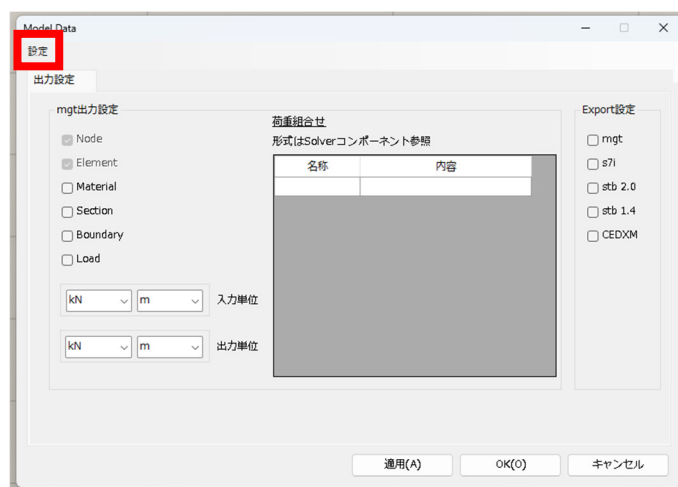 Model Data
設定
出力設定
mgt出力設定
Node
Element
Material
Section
Boundary
Load
kN m 入力単位
kN m 出力単位
荷重組合せ
形式はSolverコンポーネント参照
名称 内容
Export設定
mgt
s7i
stb 2.0
stb 1.4
CEDXM
適用(A) OK(O) キャンセル